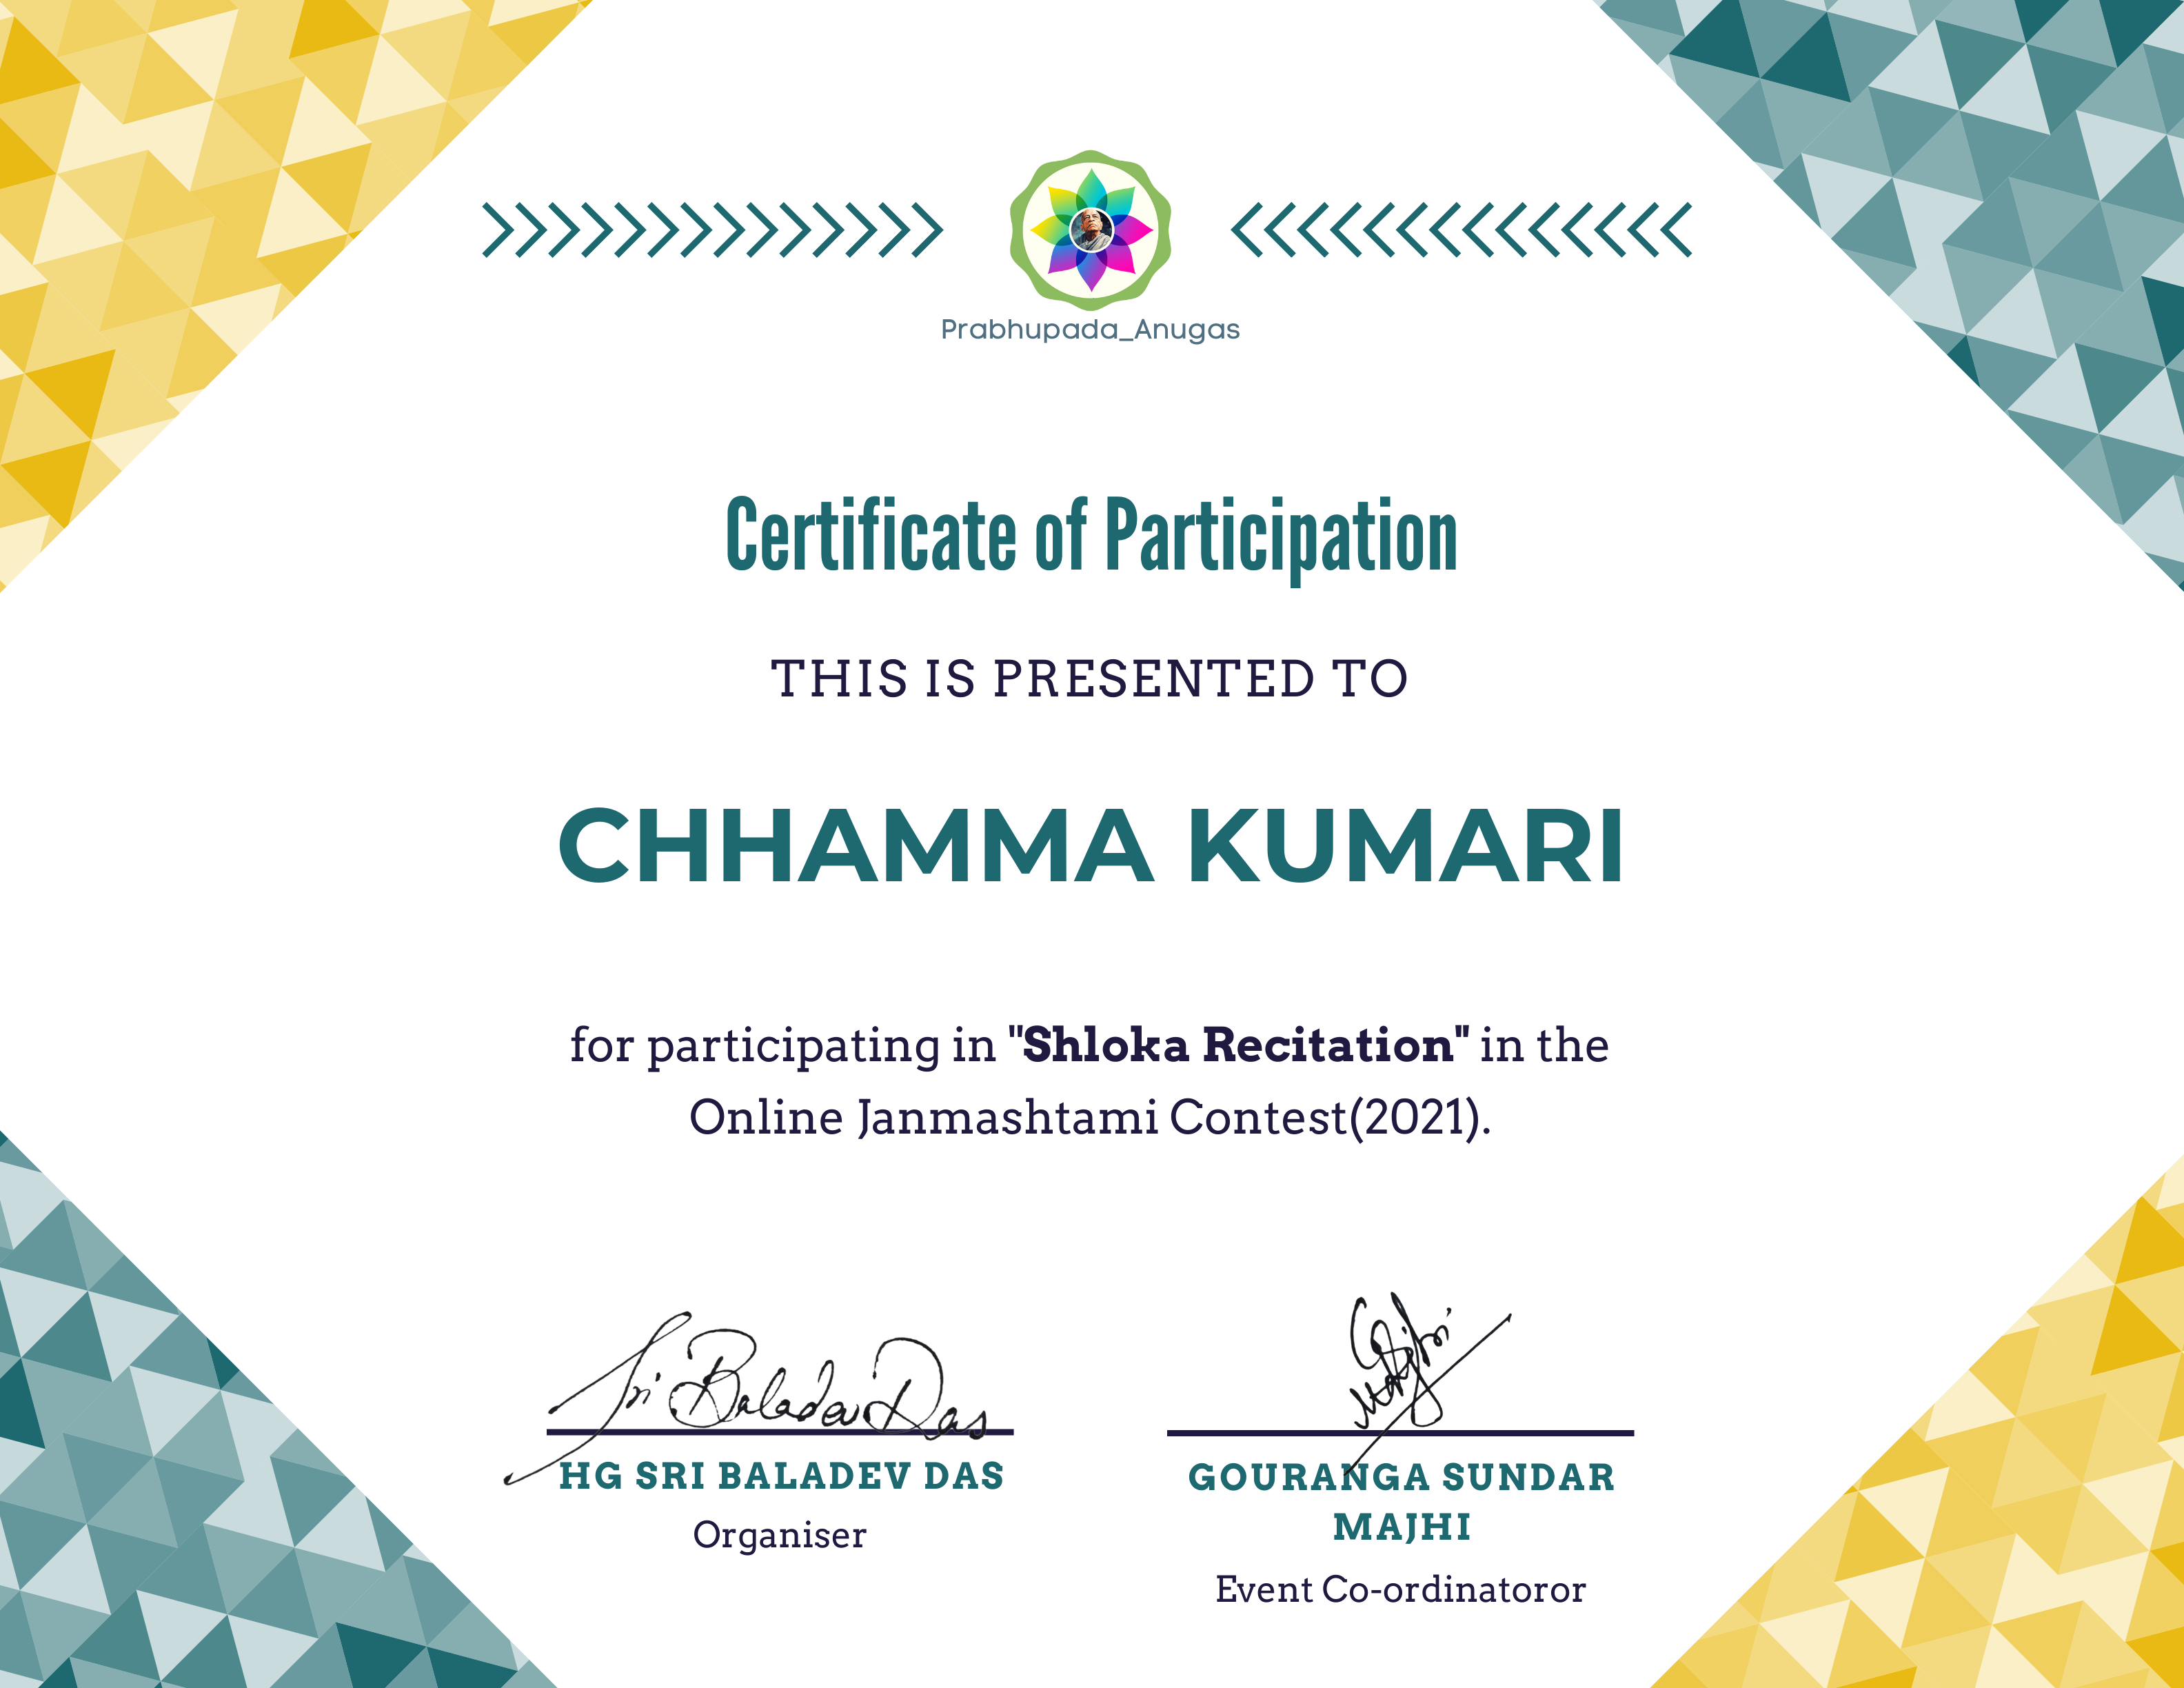 Prabhupada_Anugas
Certificate of Participation
THIS IS PRESENTED TO
CHHAMMA KUMARI
for participating in "Shloka Recitation" in the
Online Janmashtami Contest(2021).
Sri Baladev Das
HG SRI BALADEV DAS
Organiser
GOURANGA SUNDAR
MAJHI
Event Co-ordinatoror